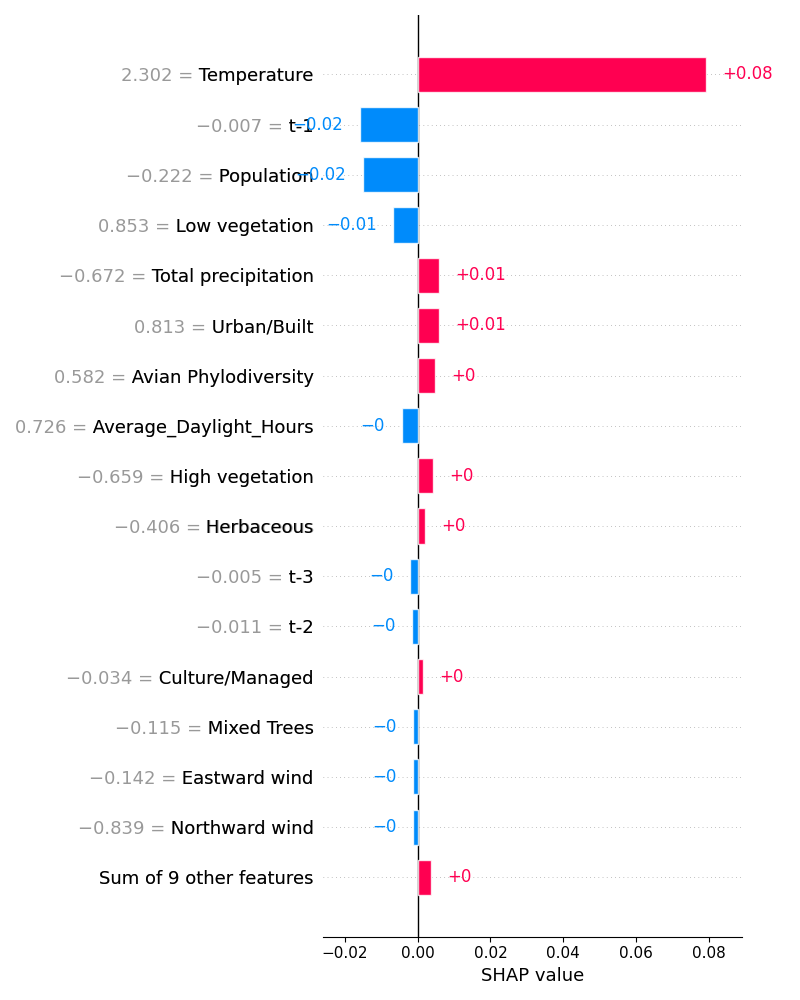 2.302 = Temperature +0.08
−0.007 = t-1 −0.02
−0.222 = Population −0.02
0.853 = Low vegetation −0.01
−0.672 = Total precipitation +0.01
0.813 = Urban/Built +0.01
0.582 = Avian Phylodiversity +0
0.726 = Average_Daylight_Hours −0
−0.659 = High vegetation +0
−0.406 = Herbaceous +0
−0.005 = t-3 −0
−0.011 = t-2 −0
−0.034 = Culture/Managed +0
−0.115 = Mixed Trees −0
−0.142 = Eastward wind −0
−0.839 = Northward wind −0
Sum of 9 other features +0
−0.02 0.00 0.02 0.04 0.06 0.08
SHAP value